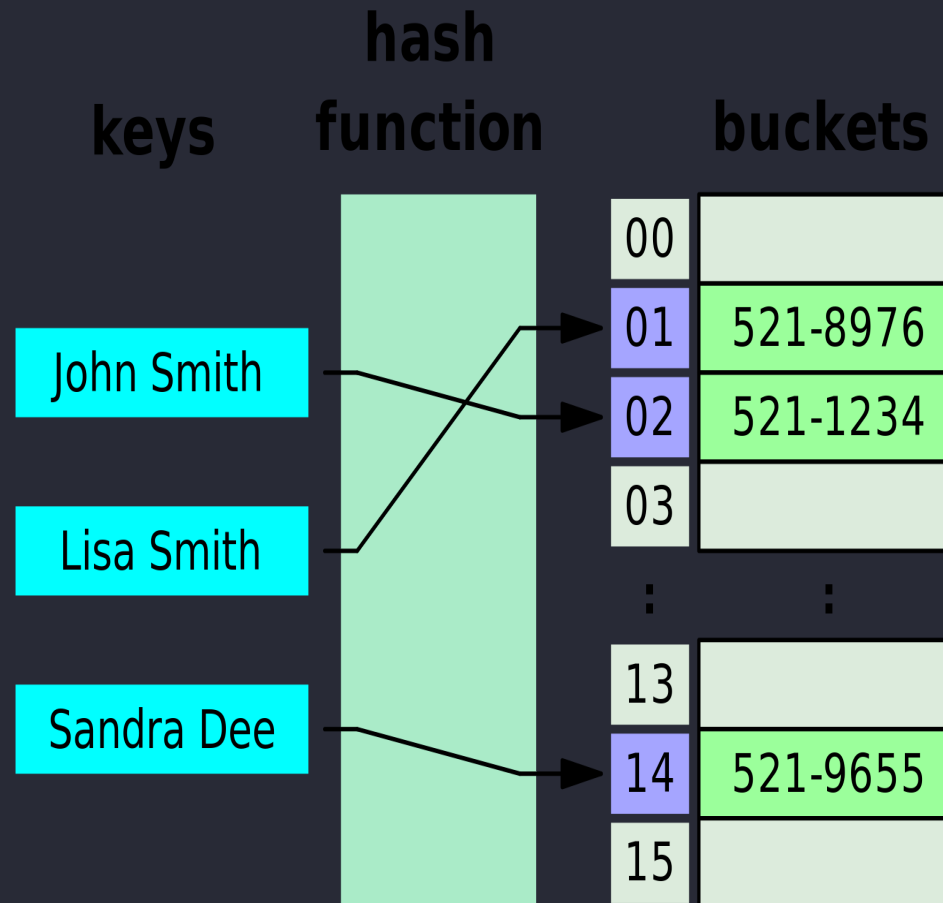 hash
keys function buckets
00
01 521-8976
John Smith
02 521-1234
03
Lisa Smith
: :
13
Sandra Dee
14 521-9655
15